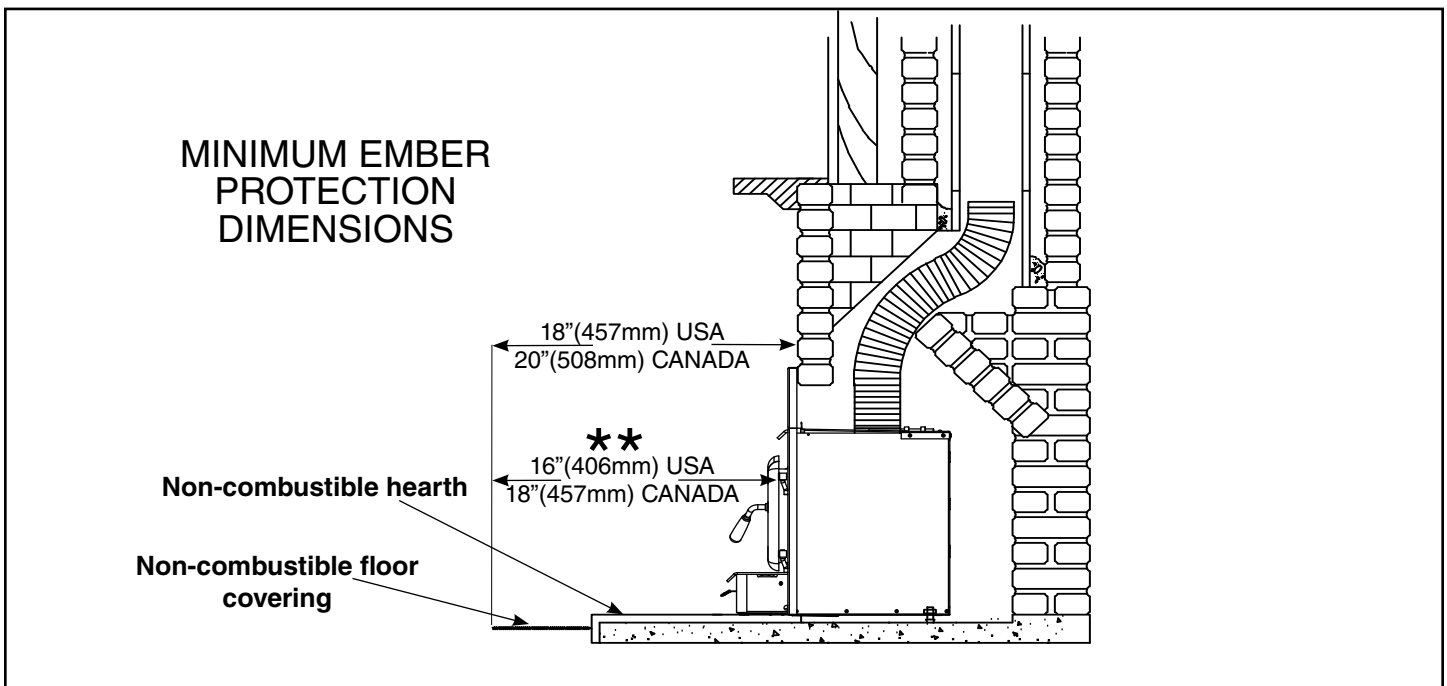 MINIMUM EMBER
PROTECTION
DIMENSIONS
18”(457mm) USA
20”(508mm) CANADA
**
16”(406mm) USA
18”(457mm) CANADA
Non-combustible hearth
Non-combustible floor
covering